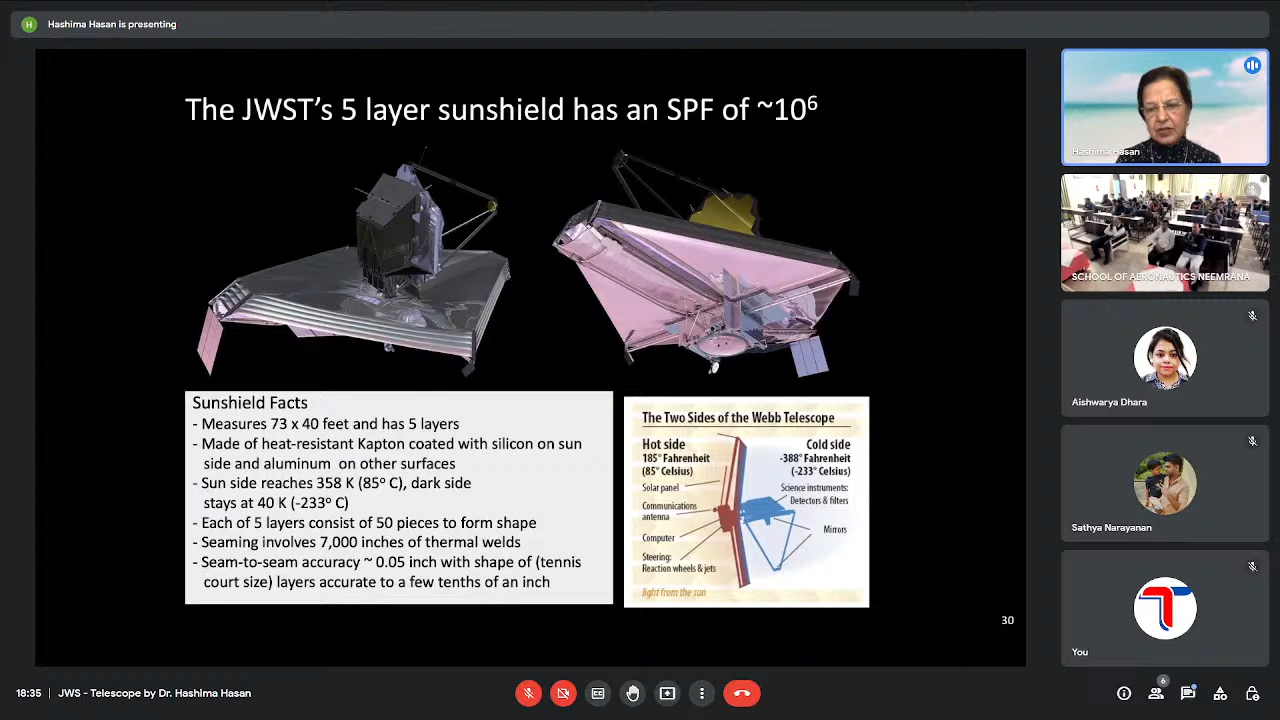 H
Hashima Hasan is presenting
The JWST's 5 layer sunshield has an SPF of ~10⁶
Sunshield Facts
- Measures 73 x 40 feet and has 5 layers
- Made of heat-resistant Kapton coated with silicon on sun
side and aluminum on other surfaces
- Sun side reaches 358 K (85º C), dark side
stays at 40 K (-233º C)
- Each of 5 layers consist of 50 pieces to form shape
- Seaming involves 7,000 inches of thermal welds
- Seam-to-seam accuracy ~ 0.05 inch with shape of (tennis
court size) layers accurate to a few tenths of an inch
The Two Sides of the Webb Telescope
Hot side
185° Fahrenheit
(85° Celsius)
Solar panel
Communications
antenna
Computer
Steering:
Reaction wheels & jets
light from the sun
Cold side
-388° Fahrenheit
(-233° Celsius)
Science instruments:
Detectors & filters
Mirrors
30
Hashima Hasan
SCHOOL OF AERONAUTICS NEEMRANA
Aishwarya Dhara
Sathya Narayanan
You
18:35 | JWS - Telescope by Dr. HashIma Hasan
6